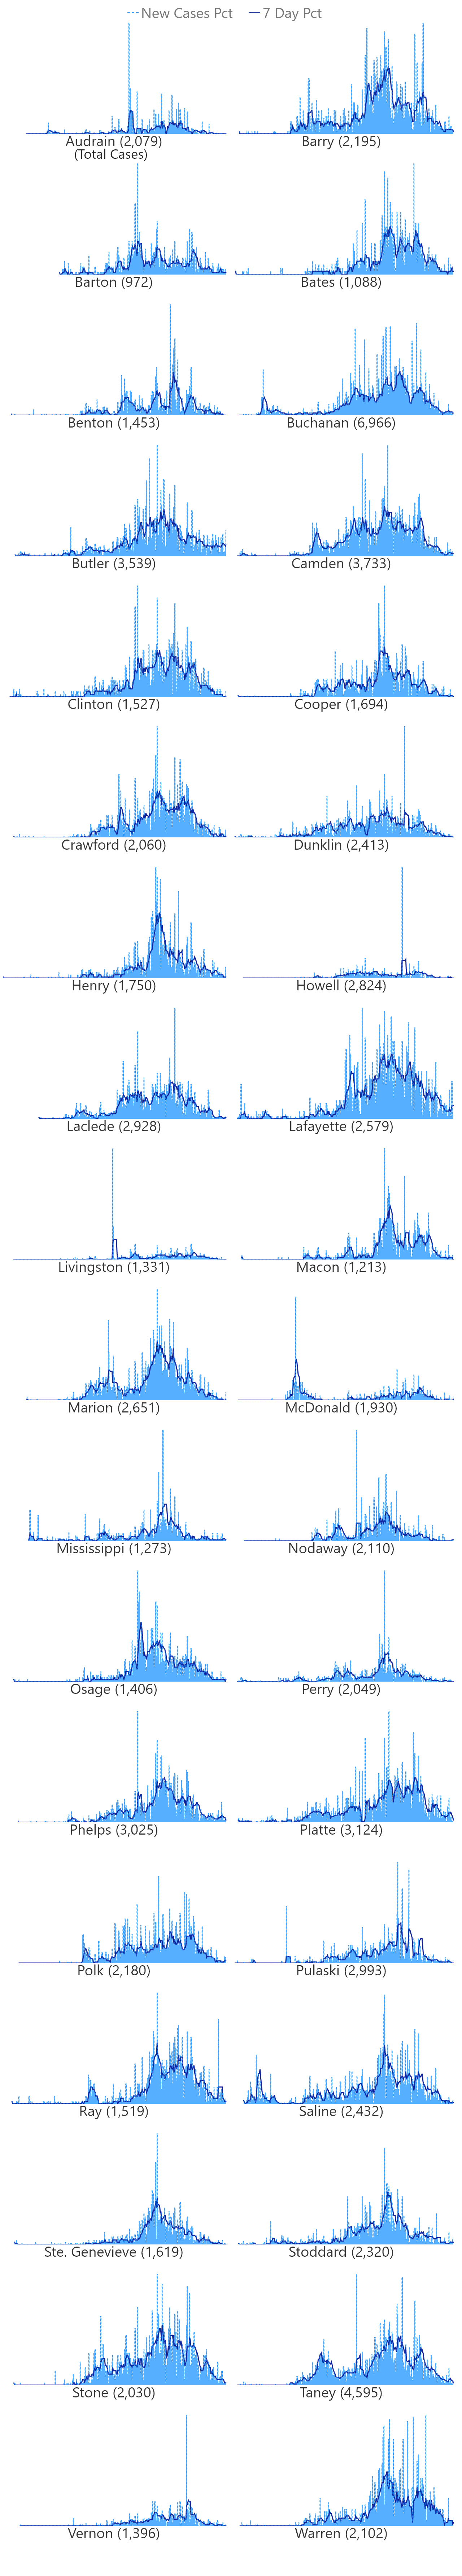 New Cases Pct 7 Day Pct
Audrain (2,079) Barry (2,195)
(Total Cases)
Barton (972) Bates (1,088)
Benton (1,453) Buchanan (6,966)
Butler (3,539) Camden (3,733)
Clinton (1,527) Cooper (1,694)
Crawford (2,060) Dunklin (2,413)
Henry (1,750) Howell (2,824)
Laclede (2,928) Lafayette (2,579)
Livingston (1,331) Macon (1,213)
Marion (2,651) McDonald (1,930)
Mississippi (1,273) Nodaway (2,110)
Osage (1,406) Perry (2,049)
Phelps (3,025) Platte (3,124)
Polk (2,180) Pulaski (2,993)
Ray (1,519) Saline (2,432)
Ste. Genevieve (1,619) Stoddard (2,320)
Stone (2,030) Taney (4,595)
Vernon (1,396) Warren (2,102)